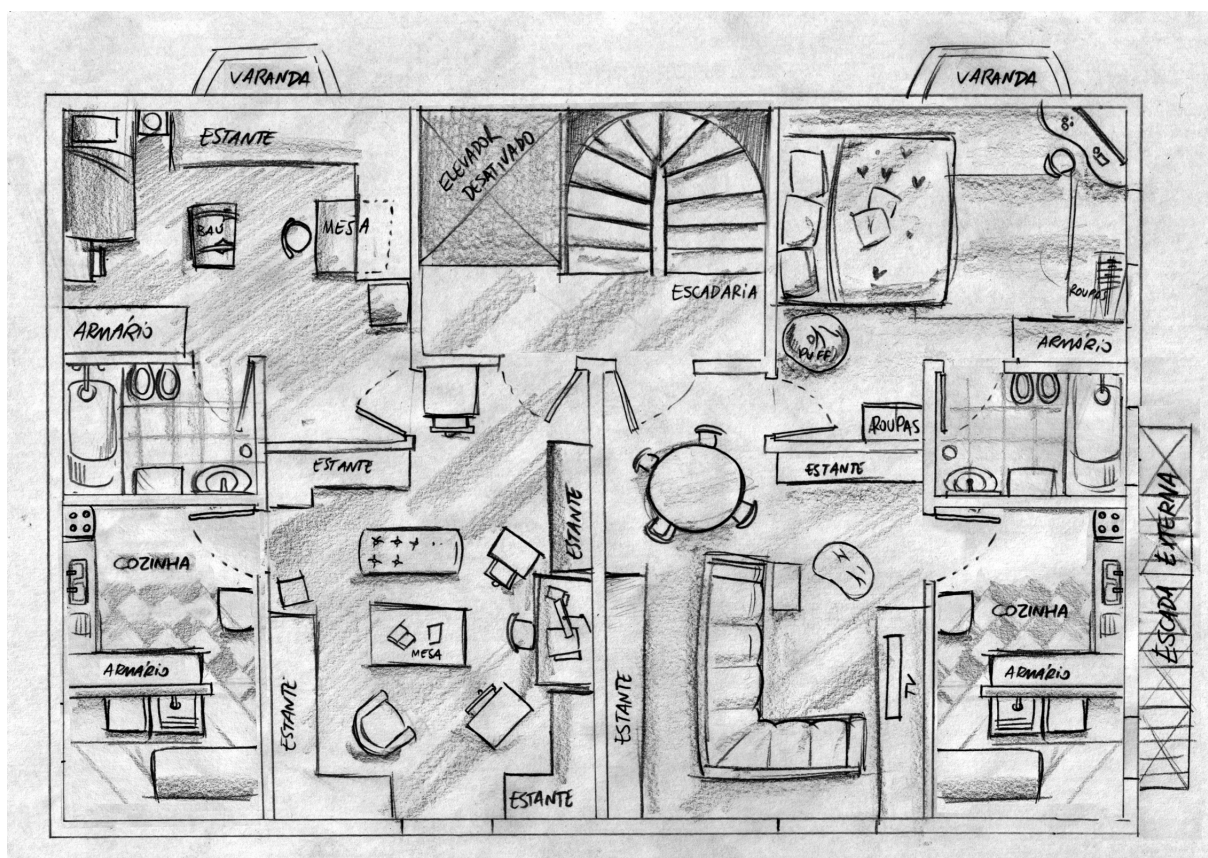 VARANDA
VARANDA
ESTANTE
ELEVADOR
DESATIVADO
BAÚ
MESA
ESCADARIA
ROUPAS
ARMÁRIO
PUFF
ARMÁRIO
ROUPAS
ESTANTE
ESTANTE
ESTANTE
COZINHA
COZINHA
ESCADA EXTERNA
MESA
ARMÁRIO
ARMÁRIO
ESTANTE
ESTANTE
TV
ESTANTE